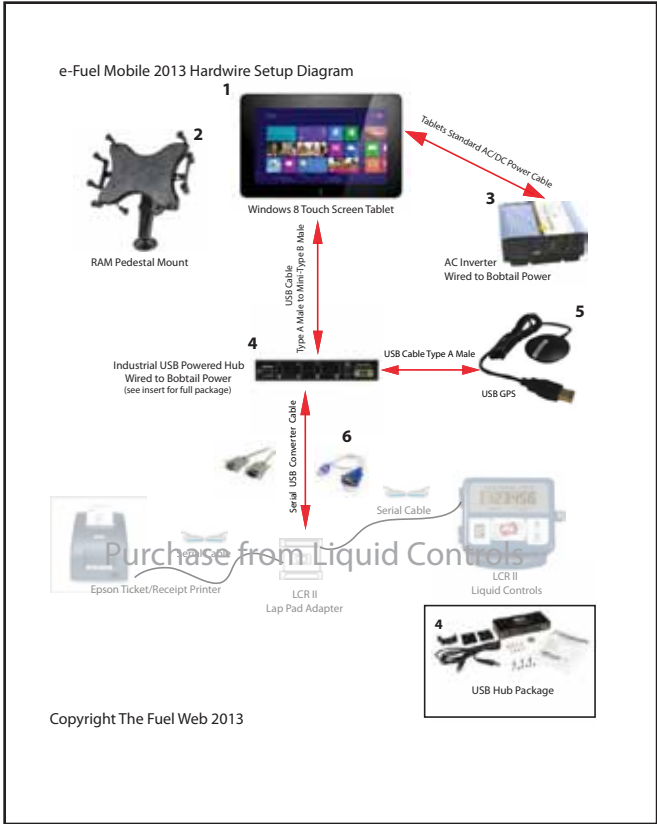 e-Fuel Mobile 2013 Hardwire Setup Diagram
1
2
Tablets Standard AC/DC Power Cable
3
Windows 8 Touch Screen Tablet
RAM Pedestal Mount
AC Inverter
Wired to Bobtail Power
USB Cable
Type A Male to Mini-Type B Male
5
4
Industrial USB Powered Hub
Wired to Bobtail Power
(see insert for full package)
USB Cable Type A Male
USB GPS
6
Serial USB Converter Cable
Serial Cable
123456
Serial Cable
Purchase from Liquid Controls
Epson Ticket/Receipt Printer
LCR II
Lap Pad Adapter
LCR II
Liquid Controls
4
USB Hub Package
Copyright The Fuel Web 2013